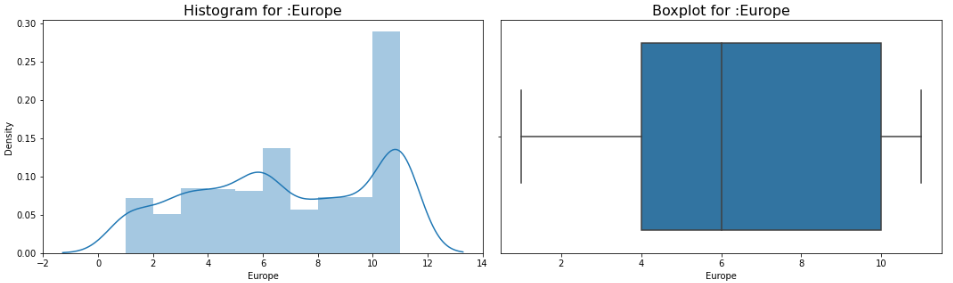 Histogram for :Europe
0.30
0.25
0.20
0.15
0.10
0.05
0.00
Density
−2 0 2 4 6 8 10 12 14
Europe
Boxplot for :Europe
2 4 6 8 10
Europe